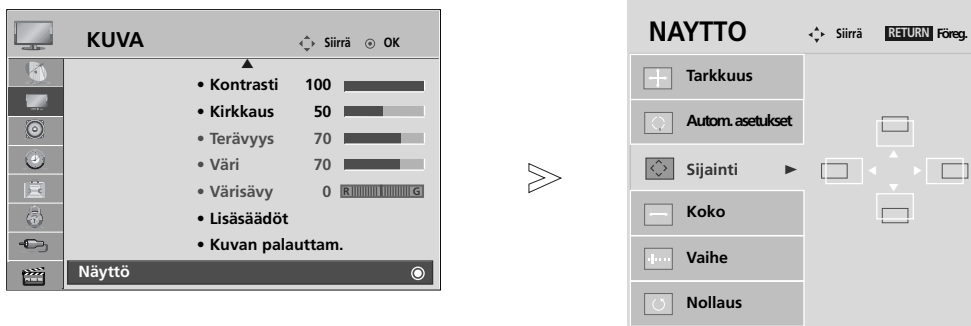 KUVA Siirrä OK
• Kontrasti 100
• Kirkkaus 50
• Terävyys 70
• Väri 70
• Värisävy 0 R G
• Lisäsäädöt
• Kuvan palauttam.
Näyttö
NAYTTO Siirrä RETURN Föreg.
Tarkkuus
Autom. asetukset
Sijainti
Koko
Vaihe
Nollaus